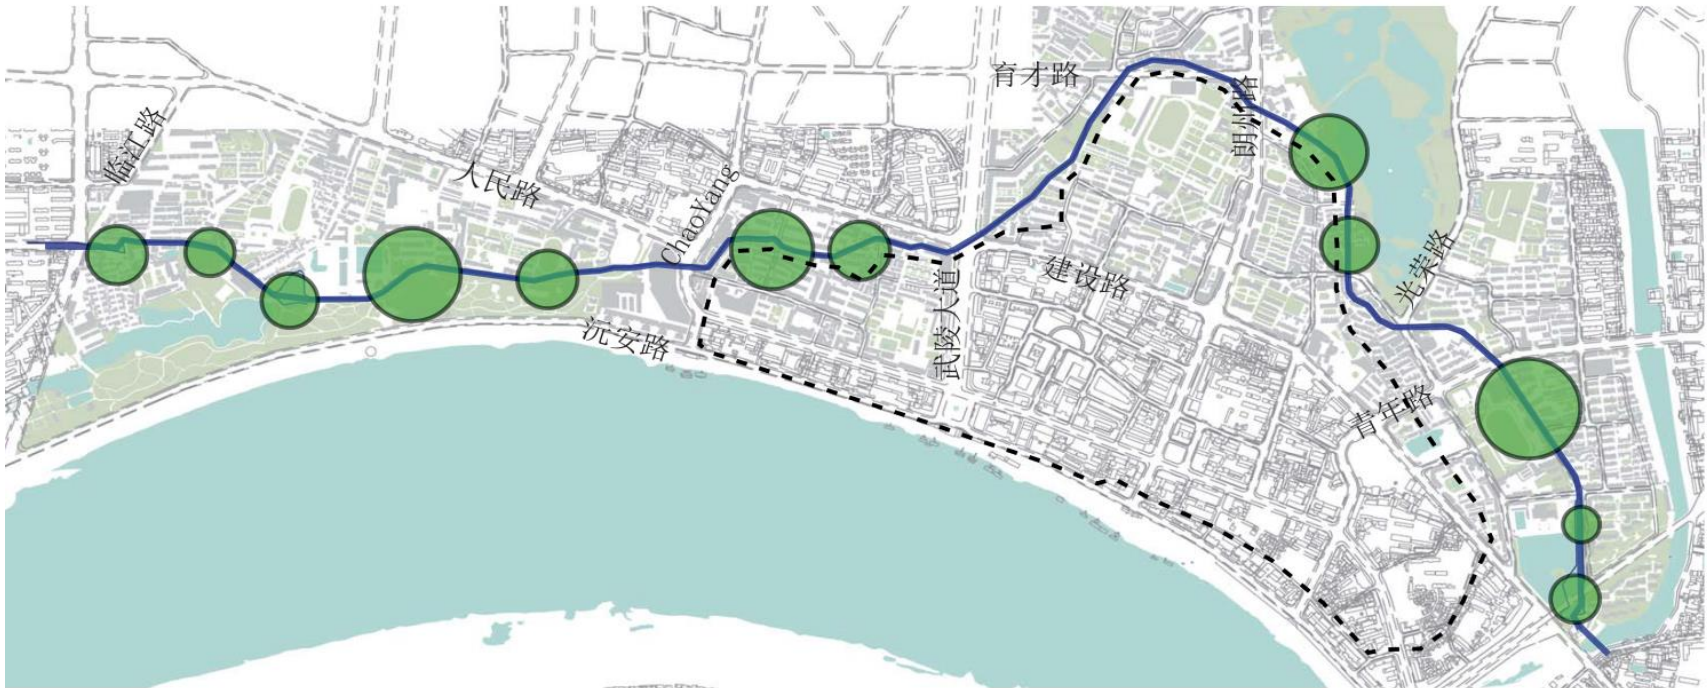 育才路
朗州路
临江路
人民路
ChaoYang
建设路
光荣路
沅安路
武陵大道
青年路